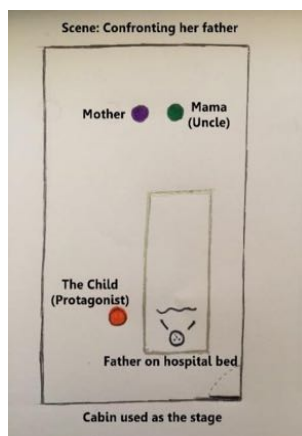 Scene: Confronting her father
Mother
Mama
(Uncle)
The Child
(Protagonist)
Father on hospital bed
Cabin used as the stage